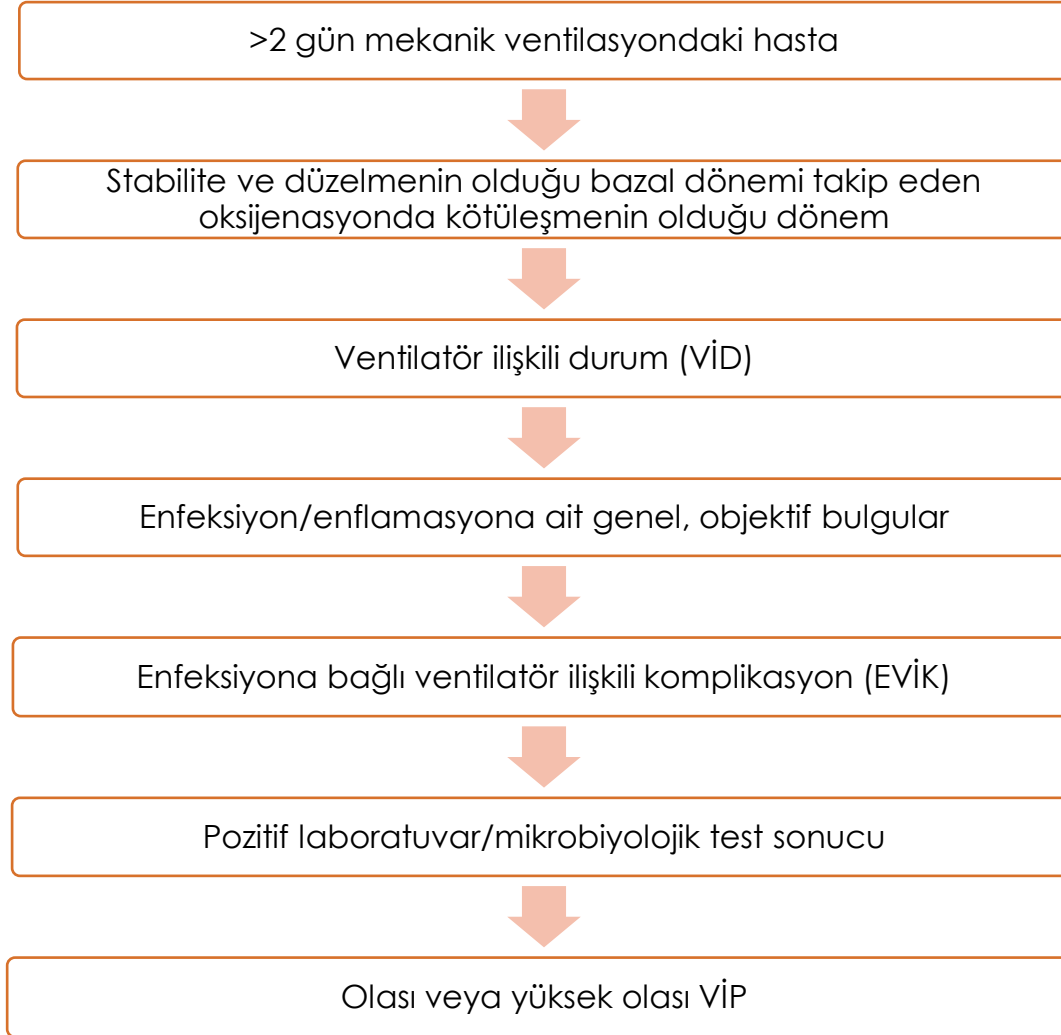 >2 gün mekanik ventilasyondaki hasta
Stabilite ve düzelmenin olduğu bazal dönemi takip eden
oksijenasyonda kötüleşmenin olduğu dönem
Ventilatör ilişkili durum (VİD)
Enfeksiyon/enflamasyona ait genel, objektif bulgular
Enfeksiyona bağlı ventilatör ilişkili komplikasyon (EVİK)
Pozitif laboratuvar/mikrobiyolojik test sonucu
Olası veya yüksek olası VİP